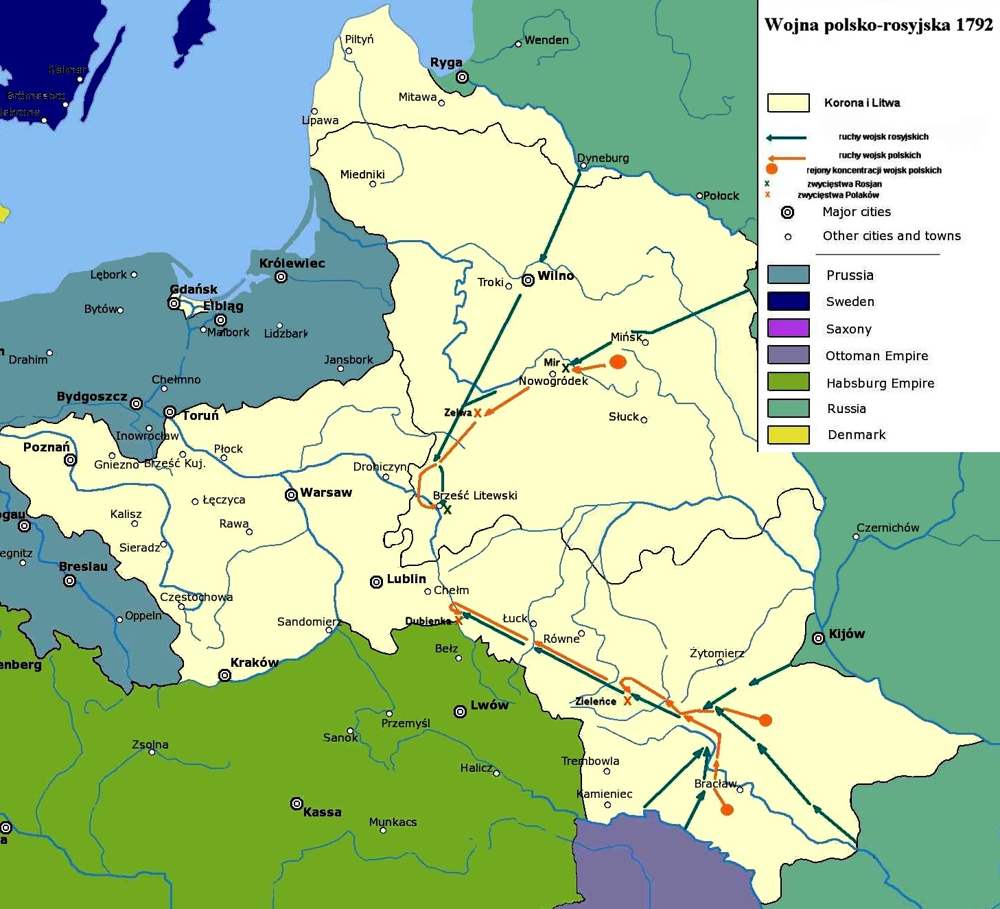 Wojna polsko-rosyjska 1792
Korona i Litwa
ruchy wojsk rosyjskich
ruchy wojsk polskich
rejony koncentracji wojsk polskich
x zwycięstwa Rosjan
x zwycięstwa Polaków
Major cities
Other cities and towns
Prussia
Sweden
Saxony
Ottoman Empire
Habsburg Empire
Russia
Denmark
Piltyń
Wenden
Ryga
Kalmar
Mitawa
Lipawa
Dyneburg
Miedniki
Połock
Królewiec
Lębork
Gdańsk
Troki
Wilno
Elbląg
Bytów
Malbork
Lidzbark
Mińsk
Drahim
Jansbork
Mir
X
Nowogródek
Chełmno
Bydgoszcz
Toruń
Zelwa X
Słuck
Inowrocław
Poznań
Płock
Gniezno
Brześć Kuj.
Drohiczyn
Warsaw
Brześć Litewski
X
Łęczyca
Kalisz
Rawa
Czernichów
ogau
Sieradz
egnitz
Breslau
Lublin
Chełm
Częstochowa
Oppeln
Sandomierz
Dubienka X
Łuck
Równe
Kijów
Bełz
Żytomierz
enberg
Kraków
Zieleńce X
Lwów
Przemyśl
Sanok
Zsolna
Halicz
Trembowla
Bracław
Kamieniec
Kassa
Munkacs
a